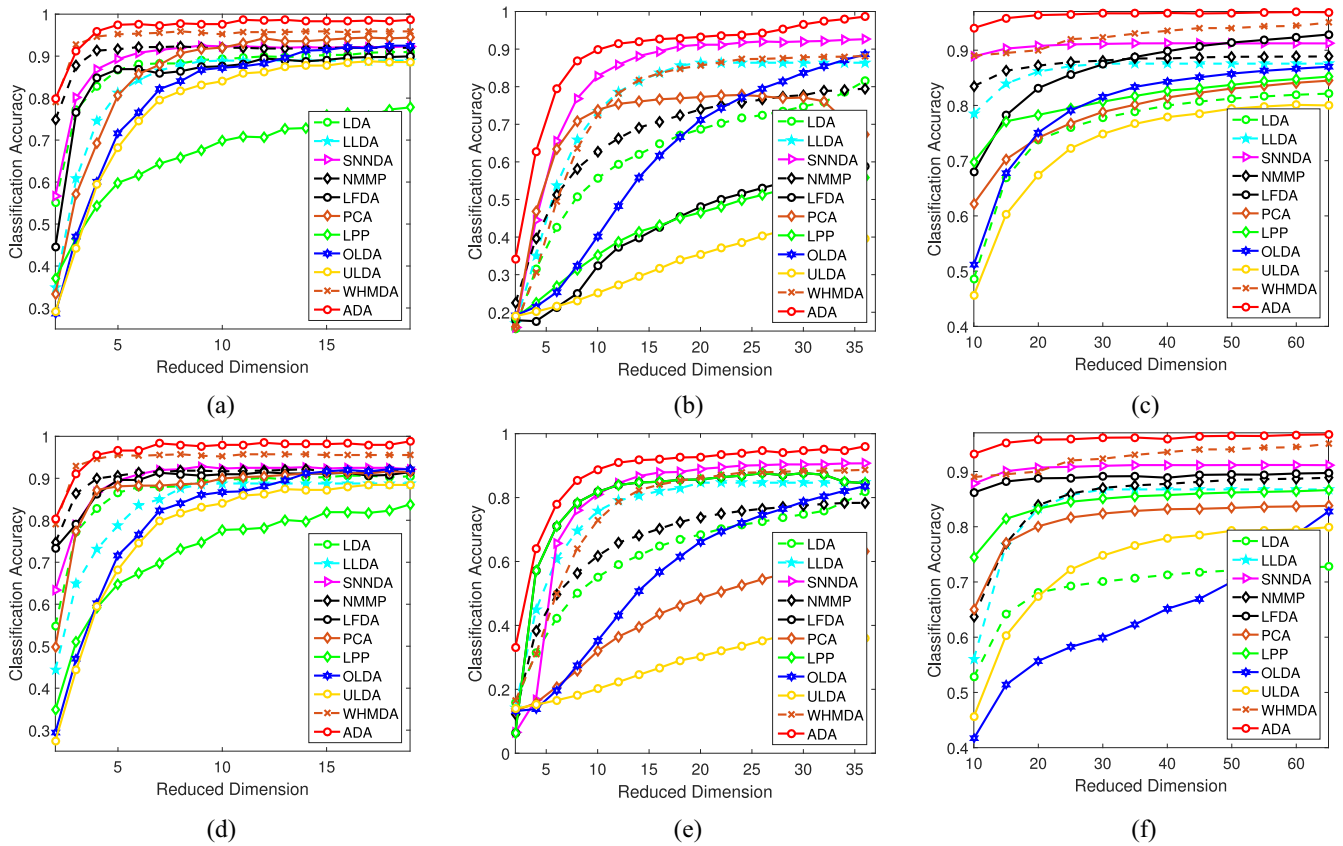 1
0.9
0.8
0.7
0.6
0.5
0.4
0.3
Classification Accuracy
5
10
15
Reduced Dimension
LDA
LLDA
SNNDA
NMMP
LFDA
PCA
LPP
OLDA
ULDA
WHMDA
ADA
(a)
1
0.9
0.8
0.7
0.6
0.5
0.4
0.3
0.2
Classification Accuracy
5
10
15
20
25
30
35
Reduced Dimension
LDA
LLDA
SNNDA
NMMP
LFDA
PCA
LPP
OLDA
ULDA
WHMDA
ADA
(b)
0.9
0.8
0.7
0.6
0.5
0.4
Classification Accuracy
10
20
30
40
50
60
Reduced Dimension
LDA
LLDA
SNNDA
NMMP
LFDA
PCA
LPP
OLDA
ULDA
WHMDA
ADA
(c)
1
0.9
0.8
0.7
0.6
0.5
0.4
0.3
Classification Accuracy
5
10
15
Reduced Dimension
LDA
LLDA
SNNDA
NMMP
LFDA
PCA
LPP
OLDA
ULDA
WHMDA
ADA
(d)
1
0.8
0.6
0.4
0.2
0
Classification Accuracy
5
10
15
20
25
30
35
Reduced Dimension
LDA
LLDA
SNNDA
NMMP
LFDA
PCA
LPP
OLDA
ULDA
WHMDA
ADA
(e)
0.9
0.8
0.7
0.6
0.5
0.4
Classification Accuracy
10
20
30
40
50
60
Reduced Dimension
LDA
LLDA
SNNDA
NMMP
LFDA
PCA
LPP
OLDA
ULDA
WHMDA
ADA
(f)